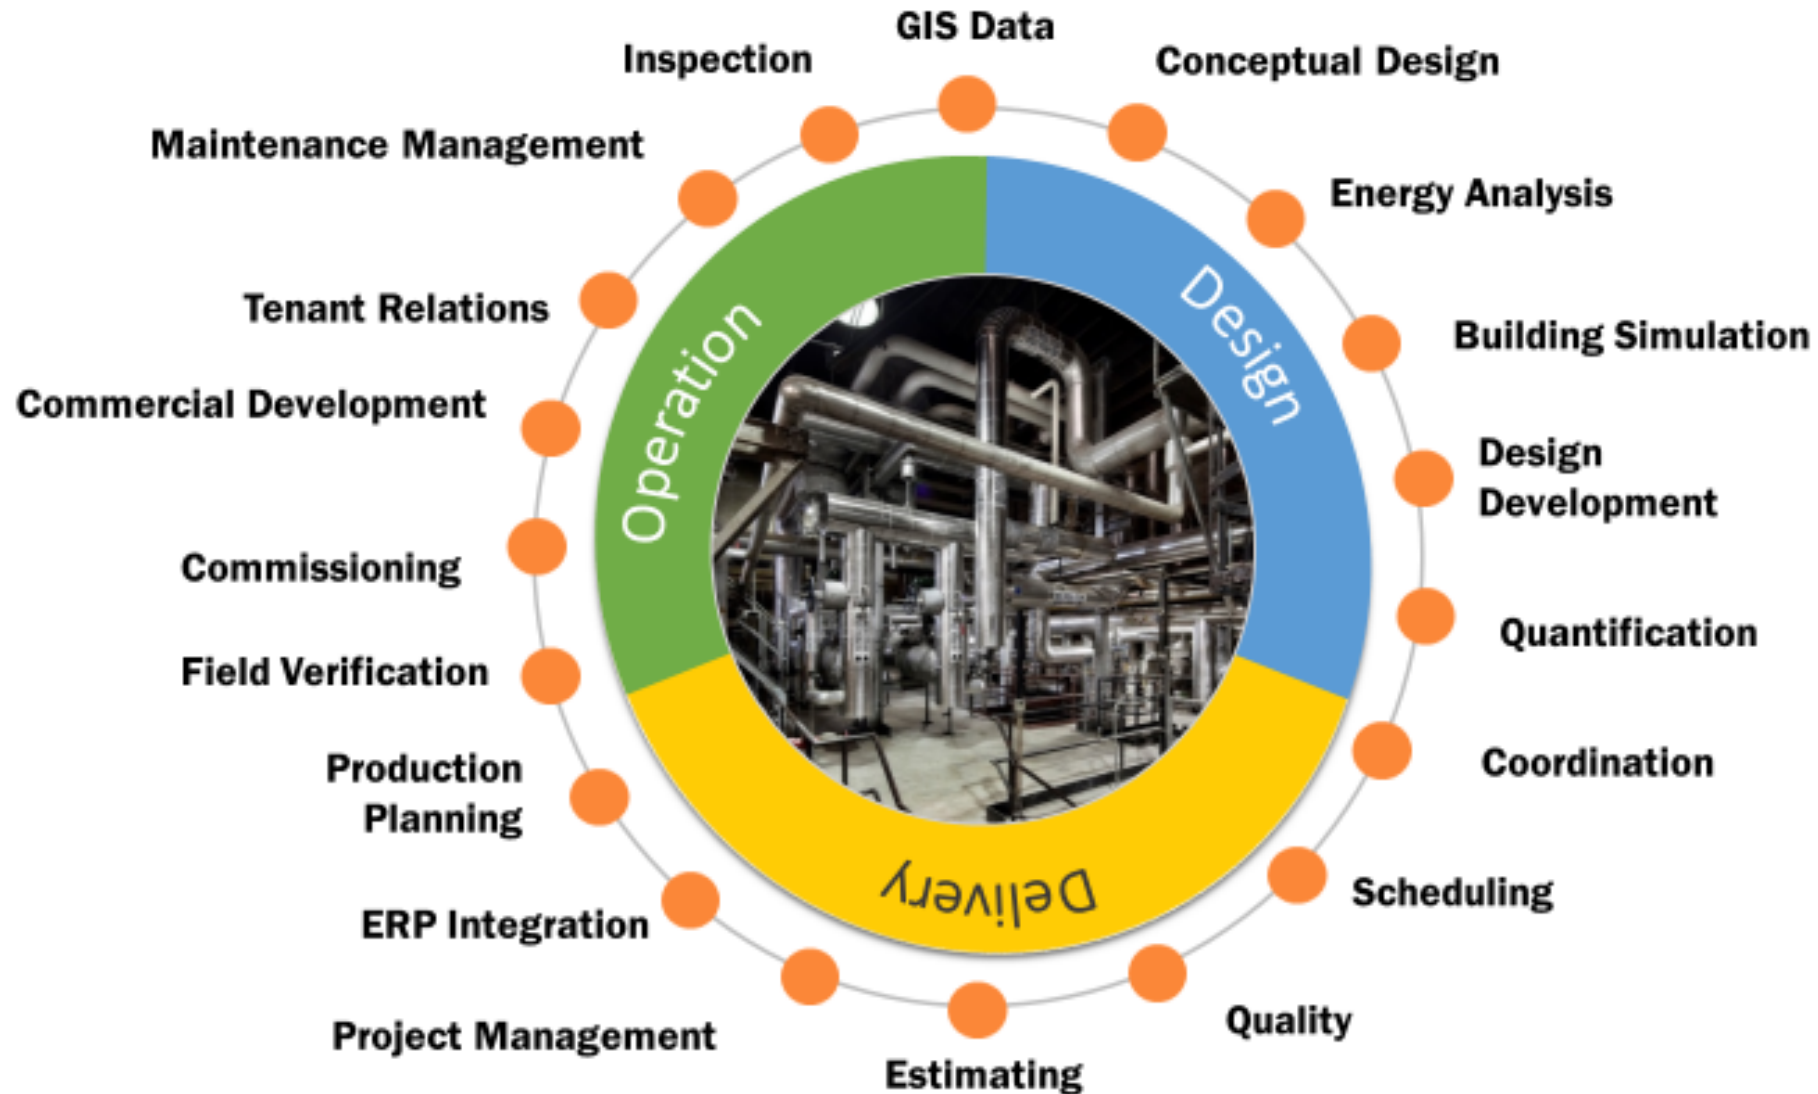 GIS Data
Conceptual Design
Energy Analysis
Building Simulation
Design
Development
Quantification
Coordination
Scheduling
Quality
Estimating
Project Management
ERP Integration
Production
Planning
Field Verification
Commissioning
Commercial Development
Tenant Relations
Maintenance Management
Inspection
Design
Delivery
Operation